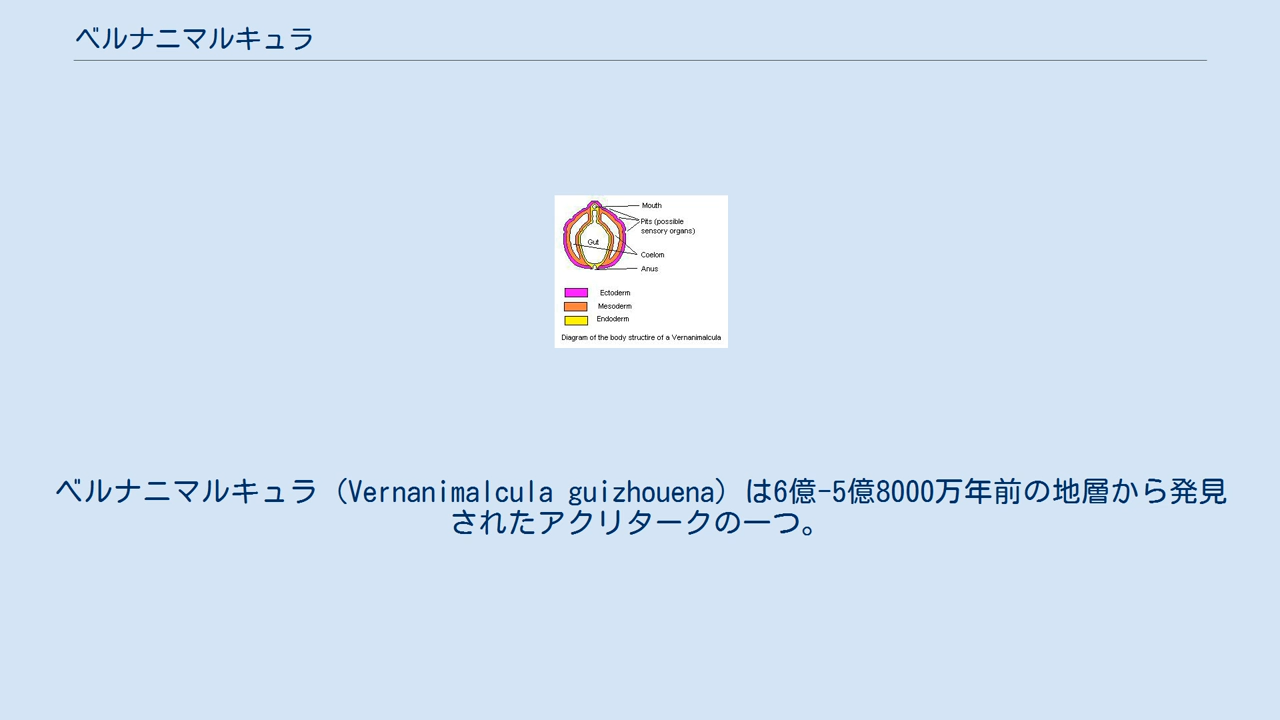 ベルナニマルキュラ
Mouth
Pits (possible
sensory organs)
Gut
Coelom
Anus
Ectoderm
Mesoderm
Endoderm
Diagram of the body structire of a Vernanimalcula
ベルナニマルキュラ（Vernanimalcula guizhouena）は6億-5億8000万年前の地層から発見
されたアクリタークの一つ。